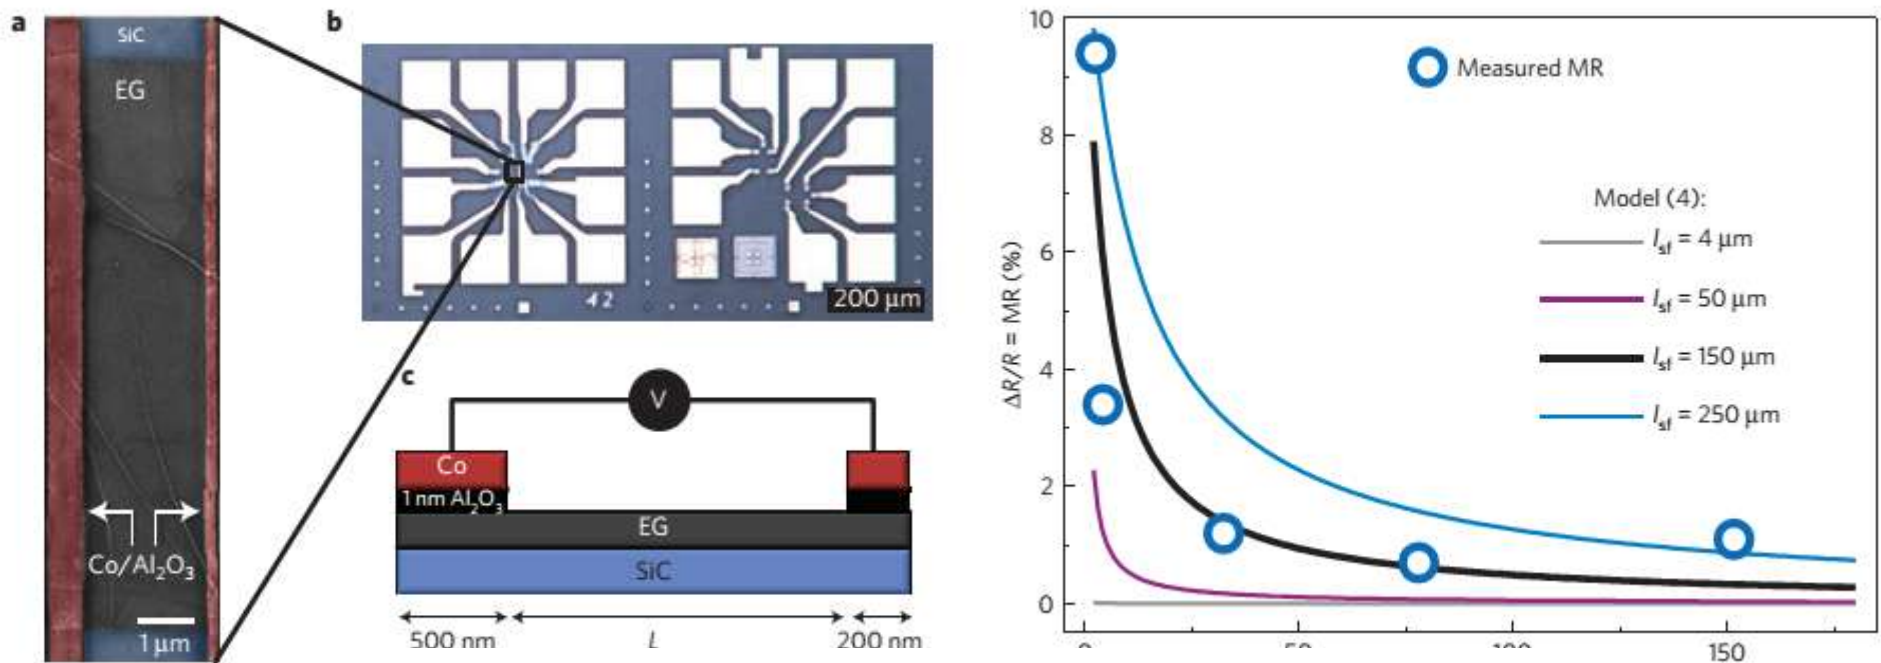 a
SiC
EG
Co/Al₂O₃
1 μm
b
42
200 μm
c
V
Co
1 nm Al₂O₃
EG
SiC
500 nm
L
200 nm
ΔR/R = MR (%)
10
8
6
4
2
0
Measured MR
Model (4):
lsf = 4 μm
lsf = 50 μm
lsf = 150 μm
lsf = 250 μm
150